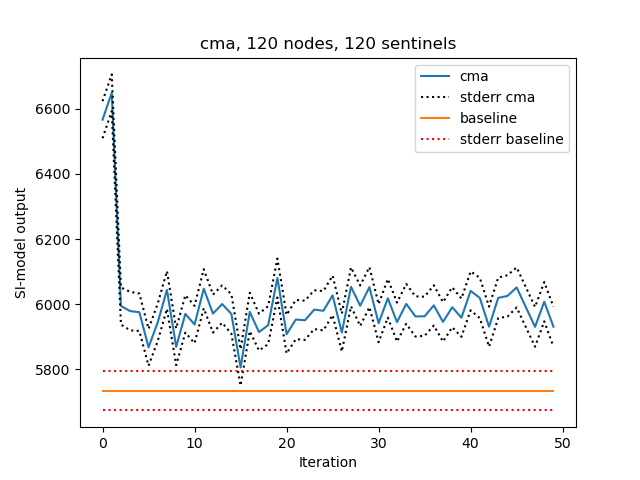 cma, 120 nodes, 120 sentinels
cma
stderr cma
baseline
stderr baseline
SI-model output
6600
6400
6200
6000
5800
0 10 20 30 40 50
Iteration